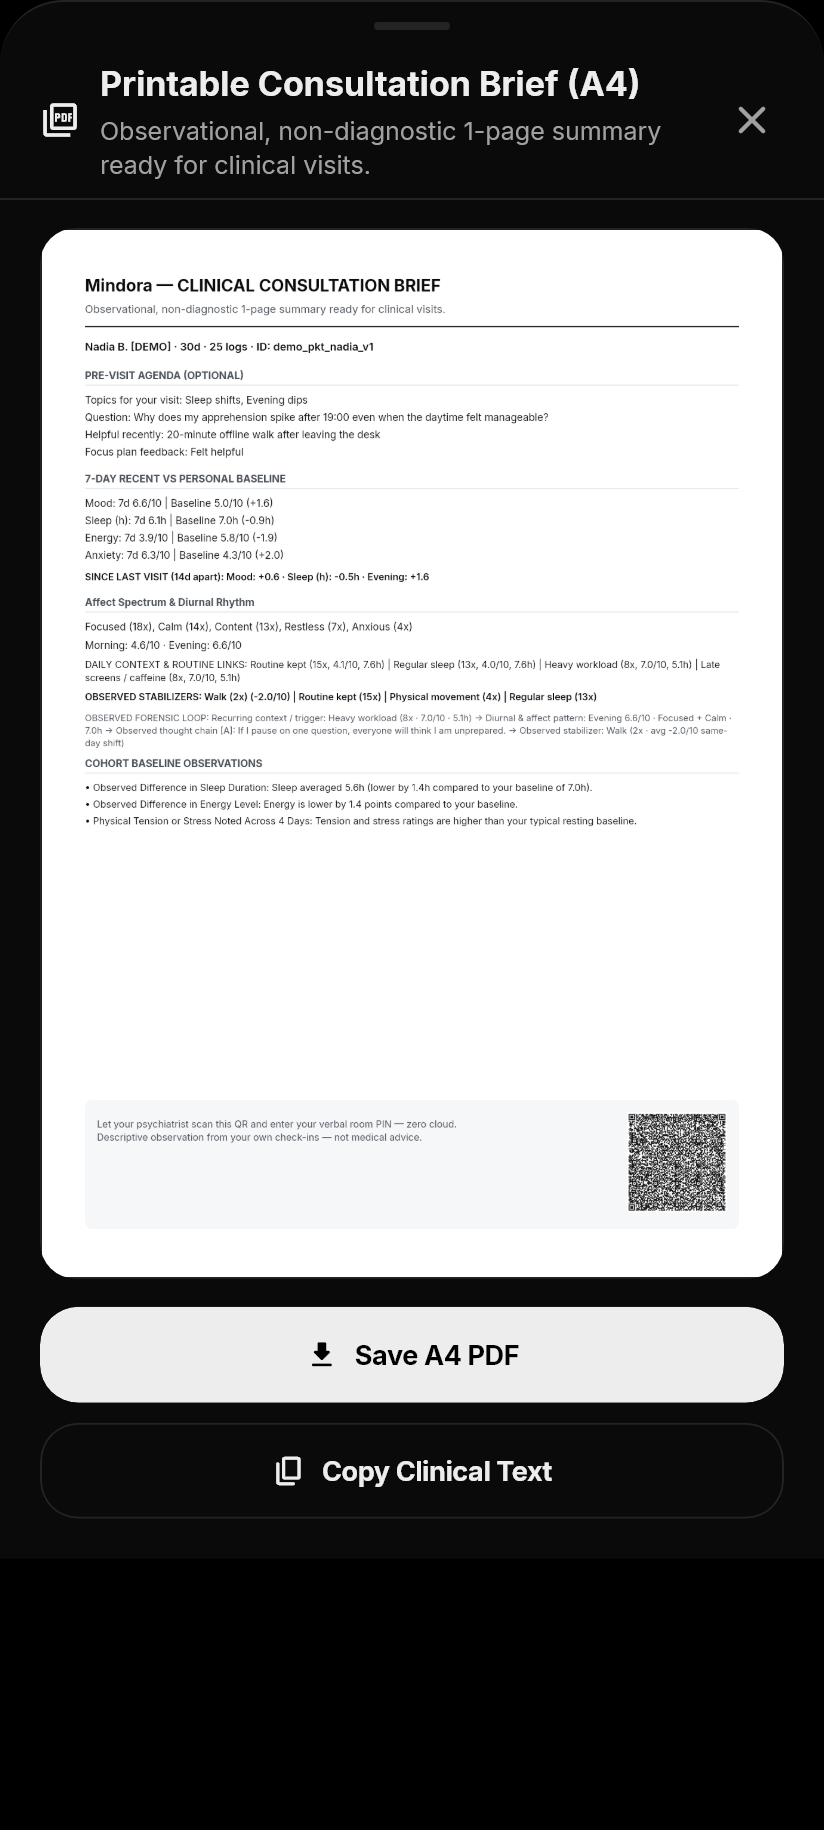 Printable Consultation Brief (A4)
Observational, non-diagnostic 1-page summary
ready for clinical visits.
PDF
Mindora — CLINICAL CONSULTATION BRIEF
Observational, non-diagnostic 1-page summary ready for clinical visits.
Nadia B. [DEMO] · 30d · 25 logs · ID: demo_pkt_nadia_v1
PRE-VISIT AGENDA (OPTIONAL)
Topics for your visit: Sleep shifts, Evening dips
Question: Why does my apprehension spike after 19:00 even when the daytime felt manageable?
Helpful recently: 20-minute offline walk after leaving the desk
Focus plan feedback: Felt helpful
7-DAY RECENT VS PERSONAL BASELINE
Mood: 7d 6.6/10 | Baseline 5.0/10 (+1.6)
Sleep (h): 7d 6.1h | Baseline 7.0h (-0.9h)
Energy: 7d 3.9/10 | Baseline 5.8/10 (-1.9)
Anxiety: 7d 6.3/10 | Baseline 4.3/10 (+2.0)
SINCE LAST VISIT (14d apart): Mood: +0.6 · Sleep (h): -0.5h · Evening: +1.6
Affect Spectrum & Diurnal Rhythm
Focused (18x), Calm (14x), Content (13x), Restless (7x), Anxious (4x)
Morning: 4.6/10 · Evening: 6.6/10
DAILY CONTEXT & ROUTINE LINKS: Routine kept (15x, 4.1/10, 7.6h) | Regular sleep (13x, 4.0/10, 7.6h) | Heavy workload (8x, 7.0/10, 5.1h) | Late
screens / caffeine (8x, 7.0/10, 5.1h)
OBSERVED STABILIZERS: Walk (2x) (-2.0/10) | Routine kept (15x) | Physical movement (4x) | Regular sleep (13x)
OBSERVED FORENSIC LOOP: Recurring context / trigger: Heavy workload (8x · 7.0/10 · 5.1h) → Diurnal & affect pattern: Evening 6.6/10 · Focused + Calm ·
7.0h → Observed thought chain [A]: If I pause on one question, everyone will think I am unprepared. → Observed stabilizer: Walk (2x · avg -2.0/10 same-
day shift)
COHORT BASELINE OBSERVATIONS
• Observed Difference in Sleep Duration: Sleep averaged 5.6h (lower by 1.4h compared to your baseline of 7.0h).
• Observed Difference in Energy Level: Energy is lower by 1.4 points compared to your baseline.
• Physical Tension or Stress Noted Across 4 Days: Tension and stress ratings are higher than your typical resting baseline.
Let your psychiatrist scan this QR and enter your verbal room PIN — zero cloud.
Descriptive observation from your own check-ins — not medical advice.
Save A4 PDF
Copy Clinical Text